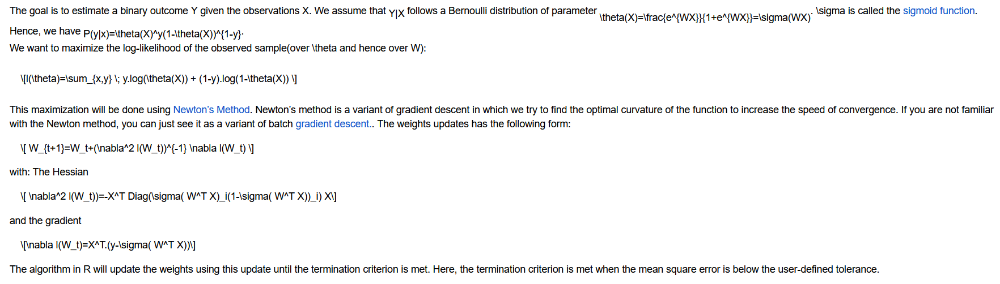 The goal is to estimate a binary outcome Y given the observations X. We assume that Y|X follows a Bernoulli distribution of parameter \theta(X)=\frac{e^{WX}}{1+e^{WX}}=\sigma(WX). \sigma is called the sigmoid function.
Hence, we have P(y|x)=\theta(X)^y(1-\theta(X))^{1-y}.
We want to maximize the log-likelihood of the observed sample(over \theta and hence over W):
\[l(\theta)=\sum_{x,y} \; y.log(\theta(X)) + (1-y).log(1-\theta(X)) \]
This maximization will be done using Newton’s Method. Newton’s method is a variant of gradient descent in which we try to find the optimal curvature of the function to increase the speed of convergence. If you are not familiar
with the Newton method, you can just see it as a variant of batch gradient descent.. The weights updates has the following form:
\[ W_{t+1}=W_t+(\nabla^2 l(W_t))^{-1} \nabla l(W_t) \]
with: The Hessian
\[ \nabla^2 l(W_t))=-X^T Diag(\sigma( W^T X)_i(1-\sigma( W^T X))_i) X\]
and the gradient
\[\nabla l(W_t)=X^T.(y-\sigma( W^T X))\]
The algorithm in R will update the weights using this update until the termination criterion is met. Here, the termination criterion is met when the mean square error is below the user-defined tolerance.